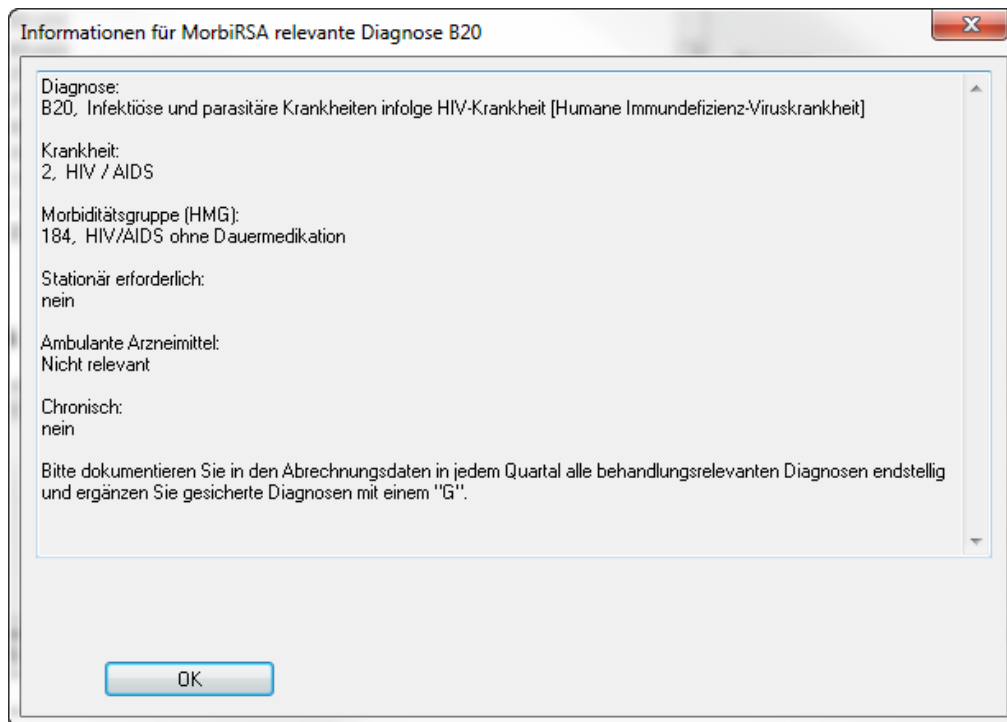 Informationen für MorbiRSA relevante Diagnose B20
Diagnose:
B20, Infektiöse und parasitäre Krankheiten infolge HIV-Krankheit [Humane Immundefizienz-Viruskrankheit]
Krankheit:
2, HIV / AIDS
Morbiditätsgruppe (HMG):
184, HIV/AIDS ohne Dauermedikation
Stationär erforderlich:
nein
Ambulante Arzneimittel:
Nicht relevant
Chronisch:
nein
Bitte dokumentieren Sie in den Abrechnungsdaten in jedem Quartal alle behandlungsrelevanten Diagnosen endstellig
und ergänzen Sie gesicherte Diagnosen mit einem "G".
OK